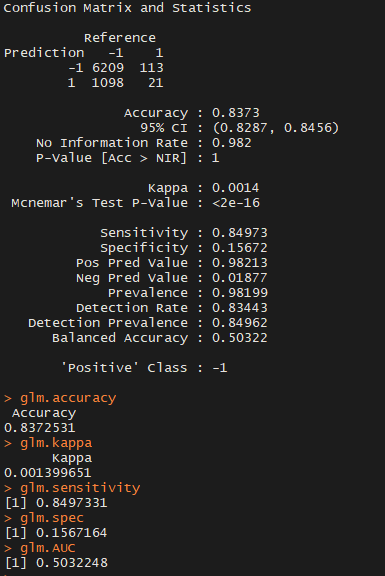 Confusion Matrix and Statistics
Reference
Prediction -1 1
-1 6209 113
1 1098 21
Accuracy : 0.8373
95% CI : (0.8287, 0.8456)
No Information Rate : 0.982
P-Value [Acc > NIR] : 1
Kappa : 0.0014
Mcnemar's Test P-Value : <2e-16
Sensitivity : 0.84973
Specificity : 0.15672
Pos Pred Value : 0.98213
Neg Pred Value : 0.01877
Prevalence : 0.98199
Detection Rate : 0.83443
Detection Prevalence : 0.84962
Balanced Accuracy : 0.50322
'Positive' Class : -1
> glm.accuracy
Accuracy
0.8372531
> glm.kappa
Kappa
0.001399651
> glm.sensitivity
[1] 0.8497331
> glm.spec
[1] 0.1567164
> glm.AUC
[1] 0.5032248